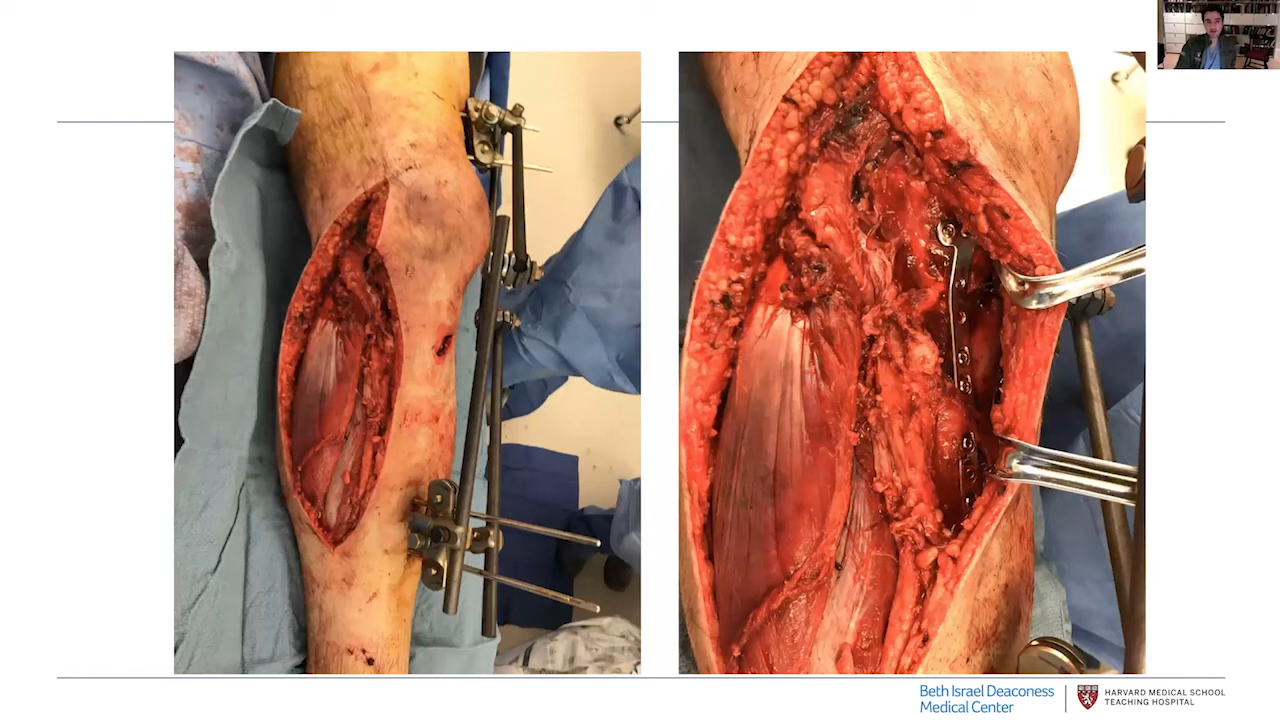 Beth Israel Deaconess
Medical Center
HARVARD MEDICAL SCHOOL
TEACHING HOSPITAL